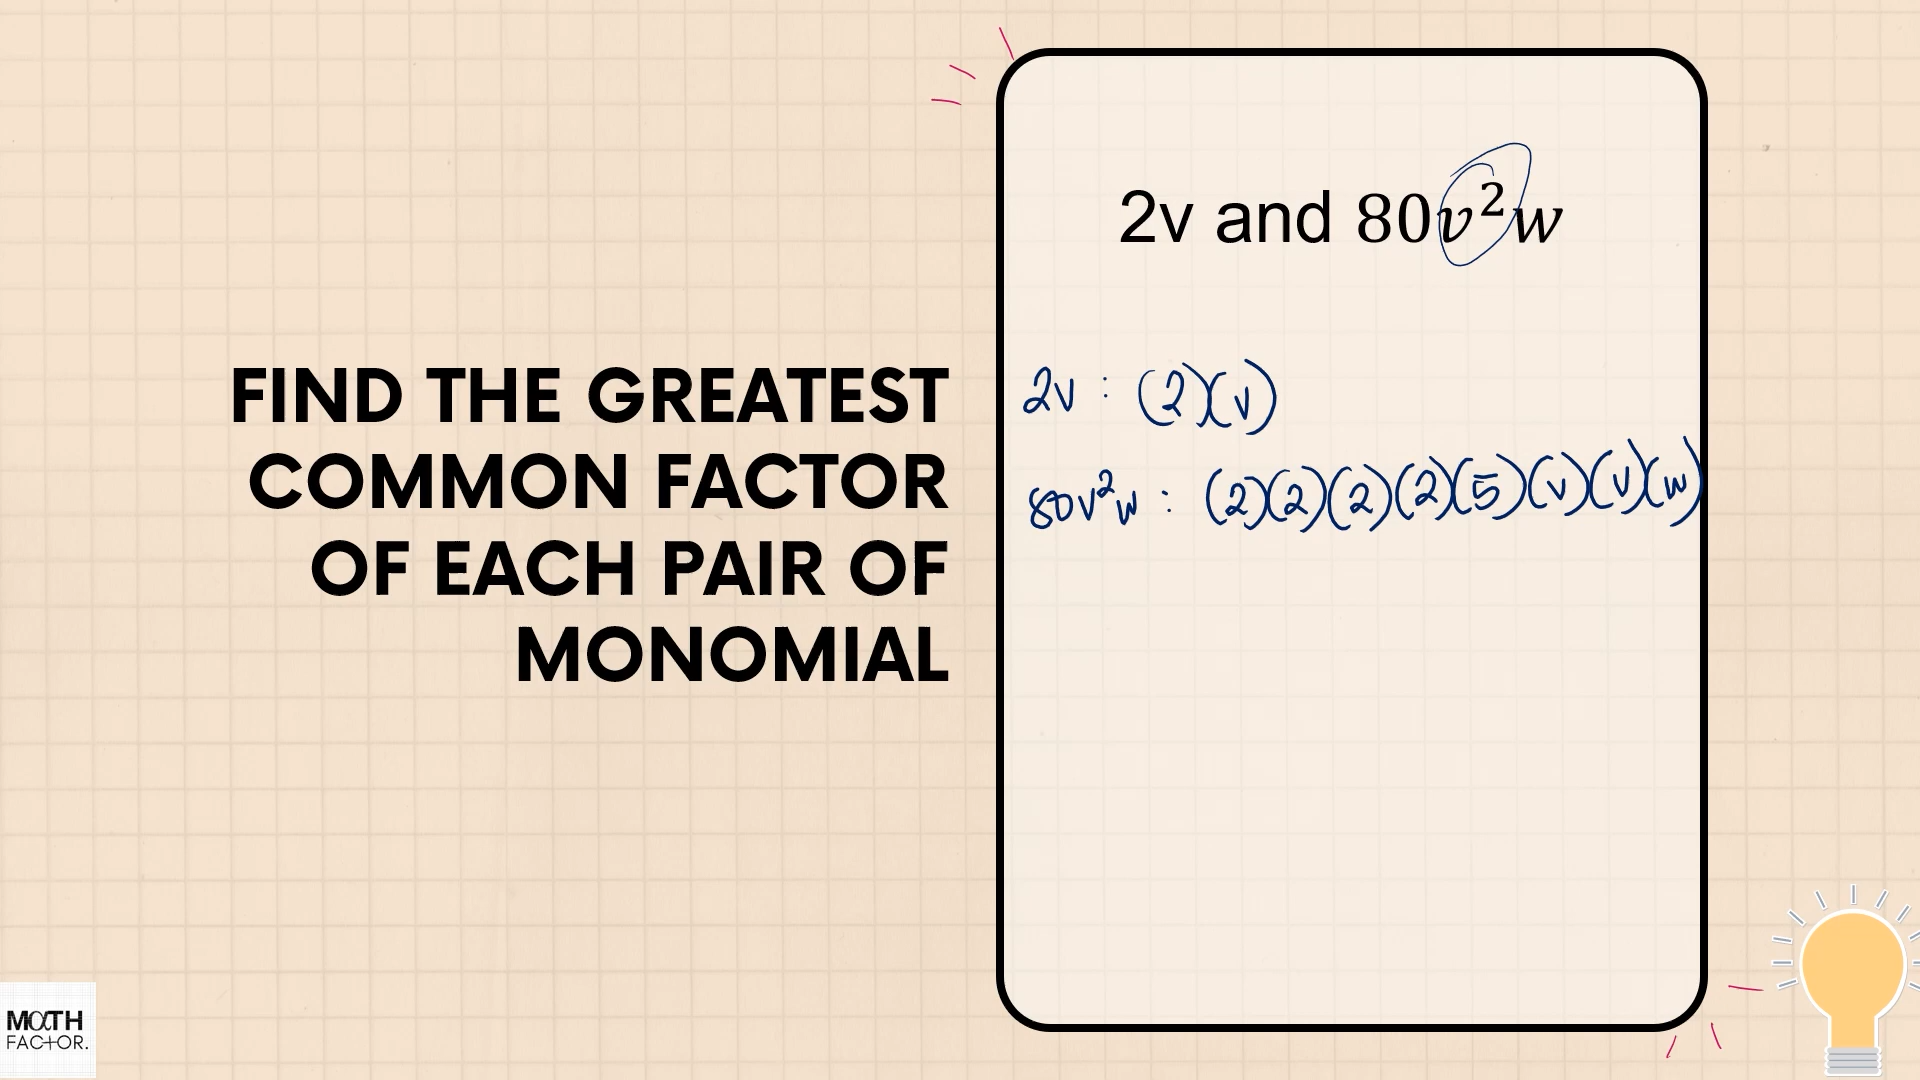 FIND THE GREATEST
COMMON FACTOR
OF EACH PAIR OF
MONOMIAL
2v and 80v²w
2v : (2)(v)
80v²w : (2)(2)(2)(2)(5)(v)(v)(w)
MαTH
FACTOR.